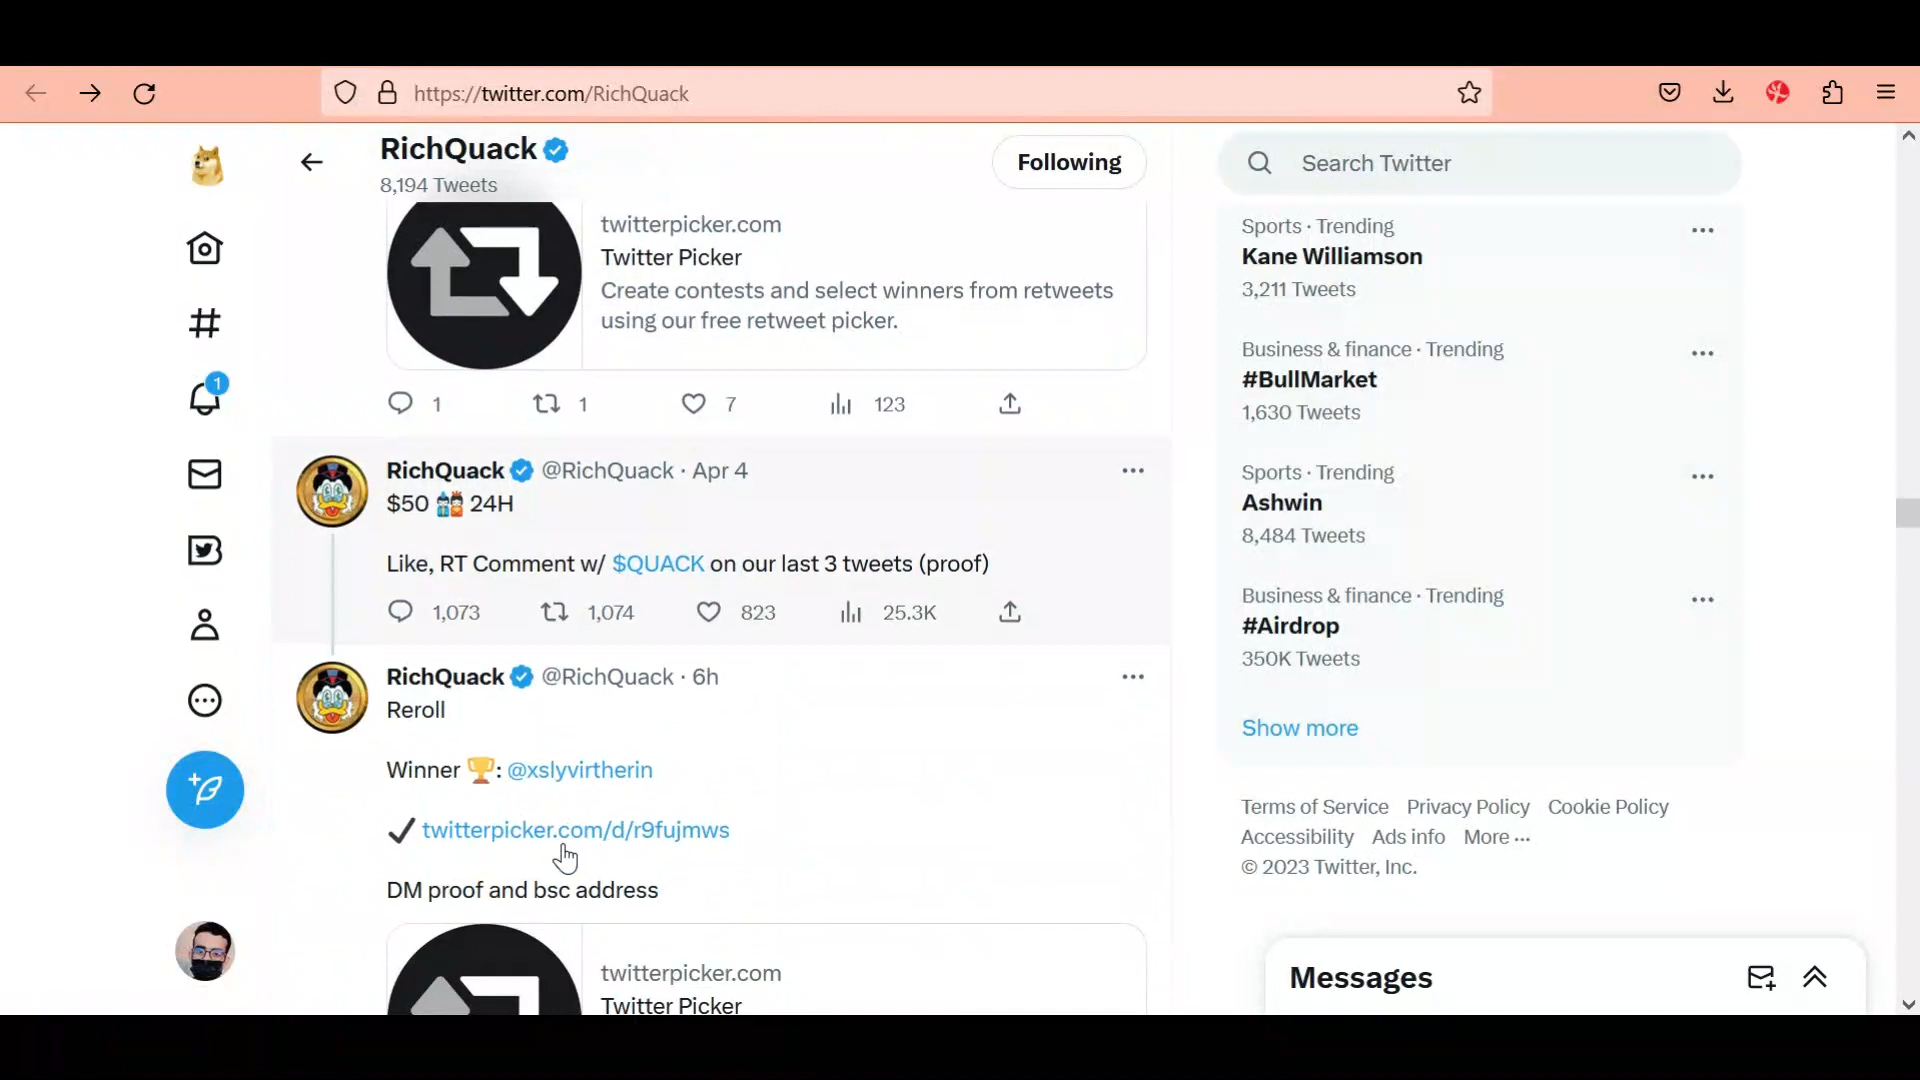 https://twitter.com/RichQuack
RichQuack
8,194 Tweets
Following
twitterpicker.com
Twitter Picker
Create contests and select winners from retweets
using our free retweet picker.
1 1 7 123
RichQuack @RichQuack · Apr 4
$50 🎎 24H
Like, RT Comment w/ $QUACK on our last 3 tweets (proof)
1,073 1,074 823 25.3K
RichQuack @RichQuack · 6h
Reroll
Winner 🏆: @xslyvirtherin
✔ twitterpicker.com/d/r9fujmws
DM proof and bsc address
twitterpicker.com
Twitter Picker
1
Search Twitter
Sports · Trending
Kane Williamson
3,211 Tweets
Business & finance · Trending
#BullMarket
1,630 Tweets
Sports · Trending
Ashwin
8,484 Tweets
Business & finance · Trending
#Airdrop
350K Tweets
Show more
Terms of Service Privacy Policy Cookie Policy
Accessibility Ads info More ···
© 2023 Twitter, Inc.
Messages